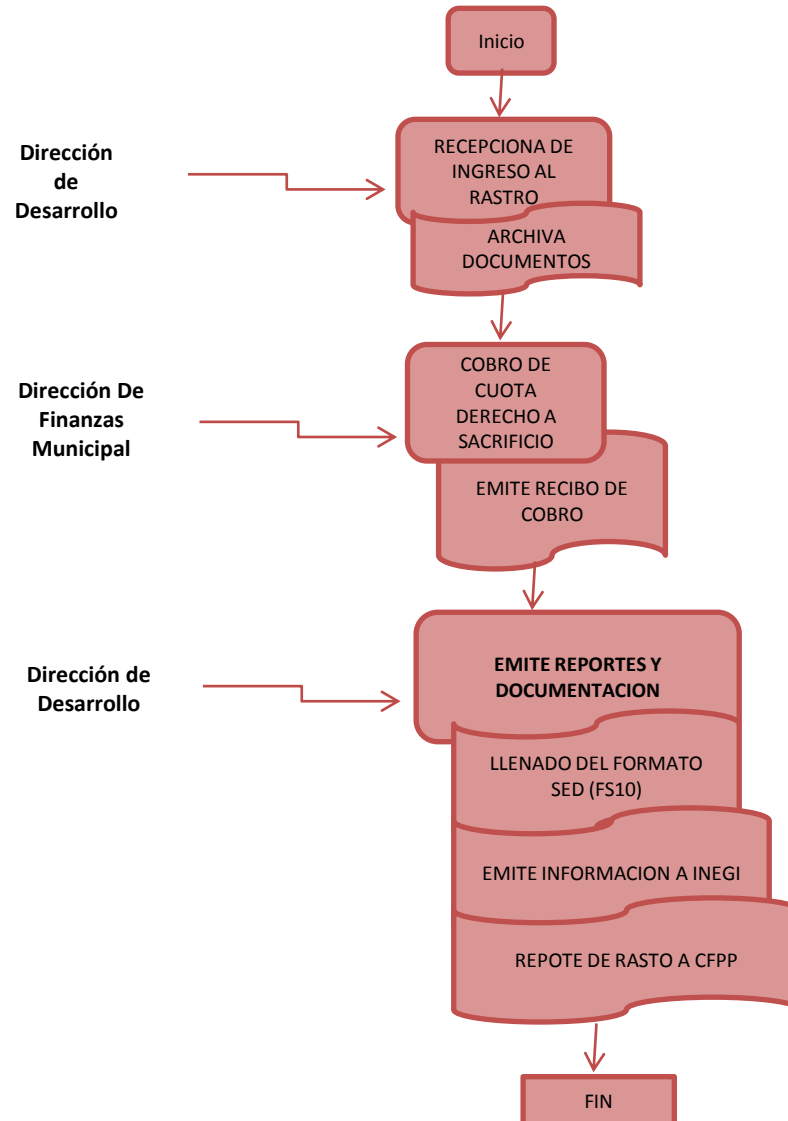 Inicio
Dirección
de
Desarrollo
RECEPCIONA DE
INGRESO AL
RASTRO
ARCHIVA
DOCUMENTOS
Dirección De
Finanzas
Municipal
COBRO DE
CUOTA
DERECHO A
SACRIFICIO
EMITE RECIBO DE
COBRO
Dirección de
Desarrollo
EMITE REPORTES Y
DOCUMENTACION
LLENADO DEL FORMATO
SED (FS10)
EMITE INFORMACION A INEGI
REPOTE DE RASTO A CFPP
FIN